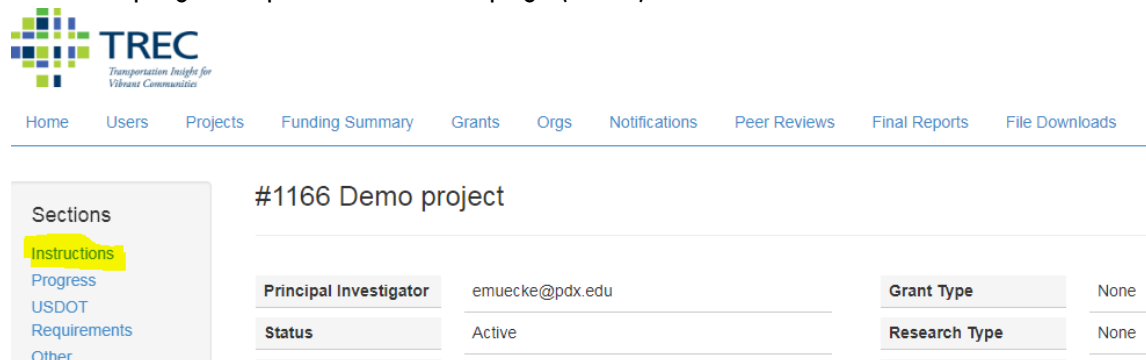 TREC
Transportation Insight for
Vibrant Communities
Home Users Projects Funding Summary Grants Orgs Notifications Peer Reviews Final Reports File Downloads
#1166 Demo project
Sections
Instructions
Progress
USDOT
Requirements
Other
Principal Investigator emuecke@pdx.edu Grant Type None
Status Active Research Type None